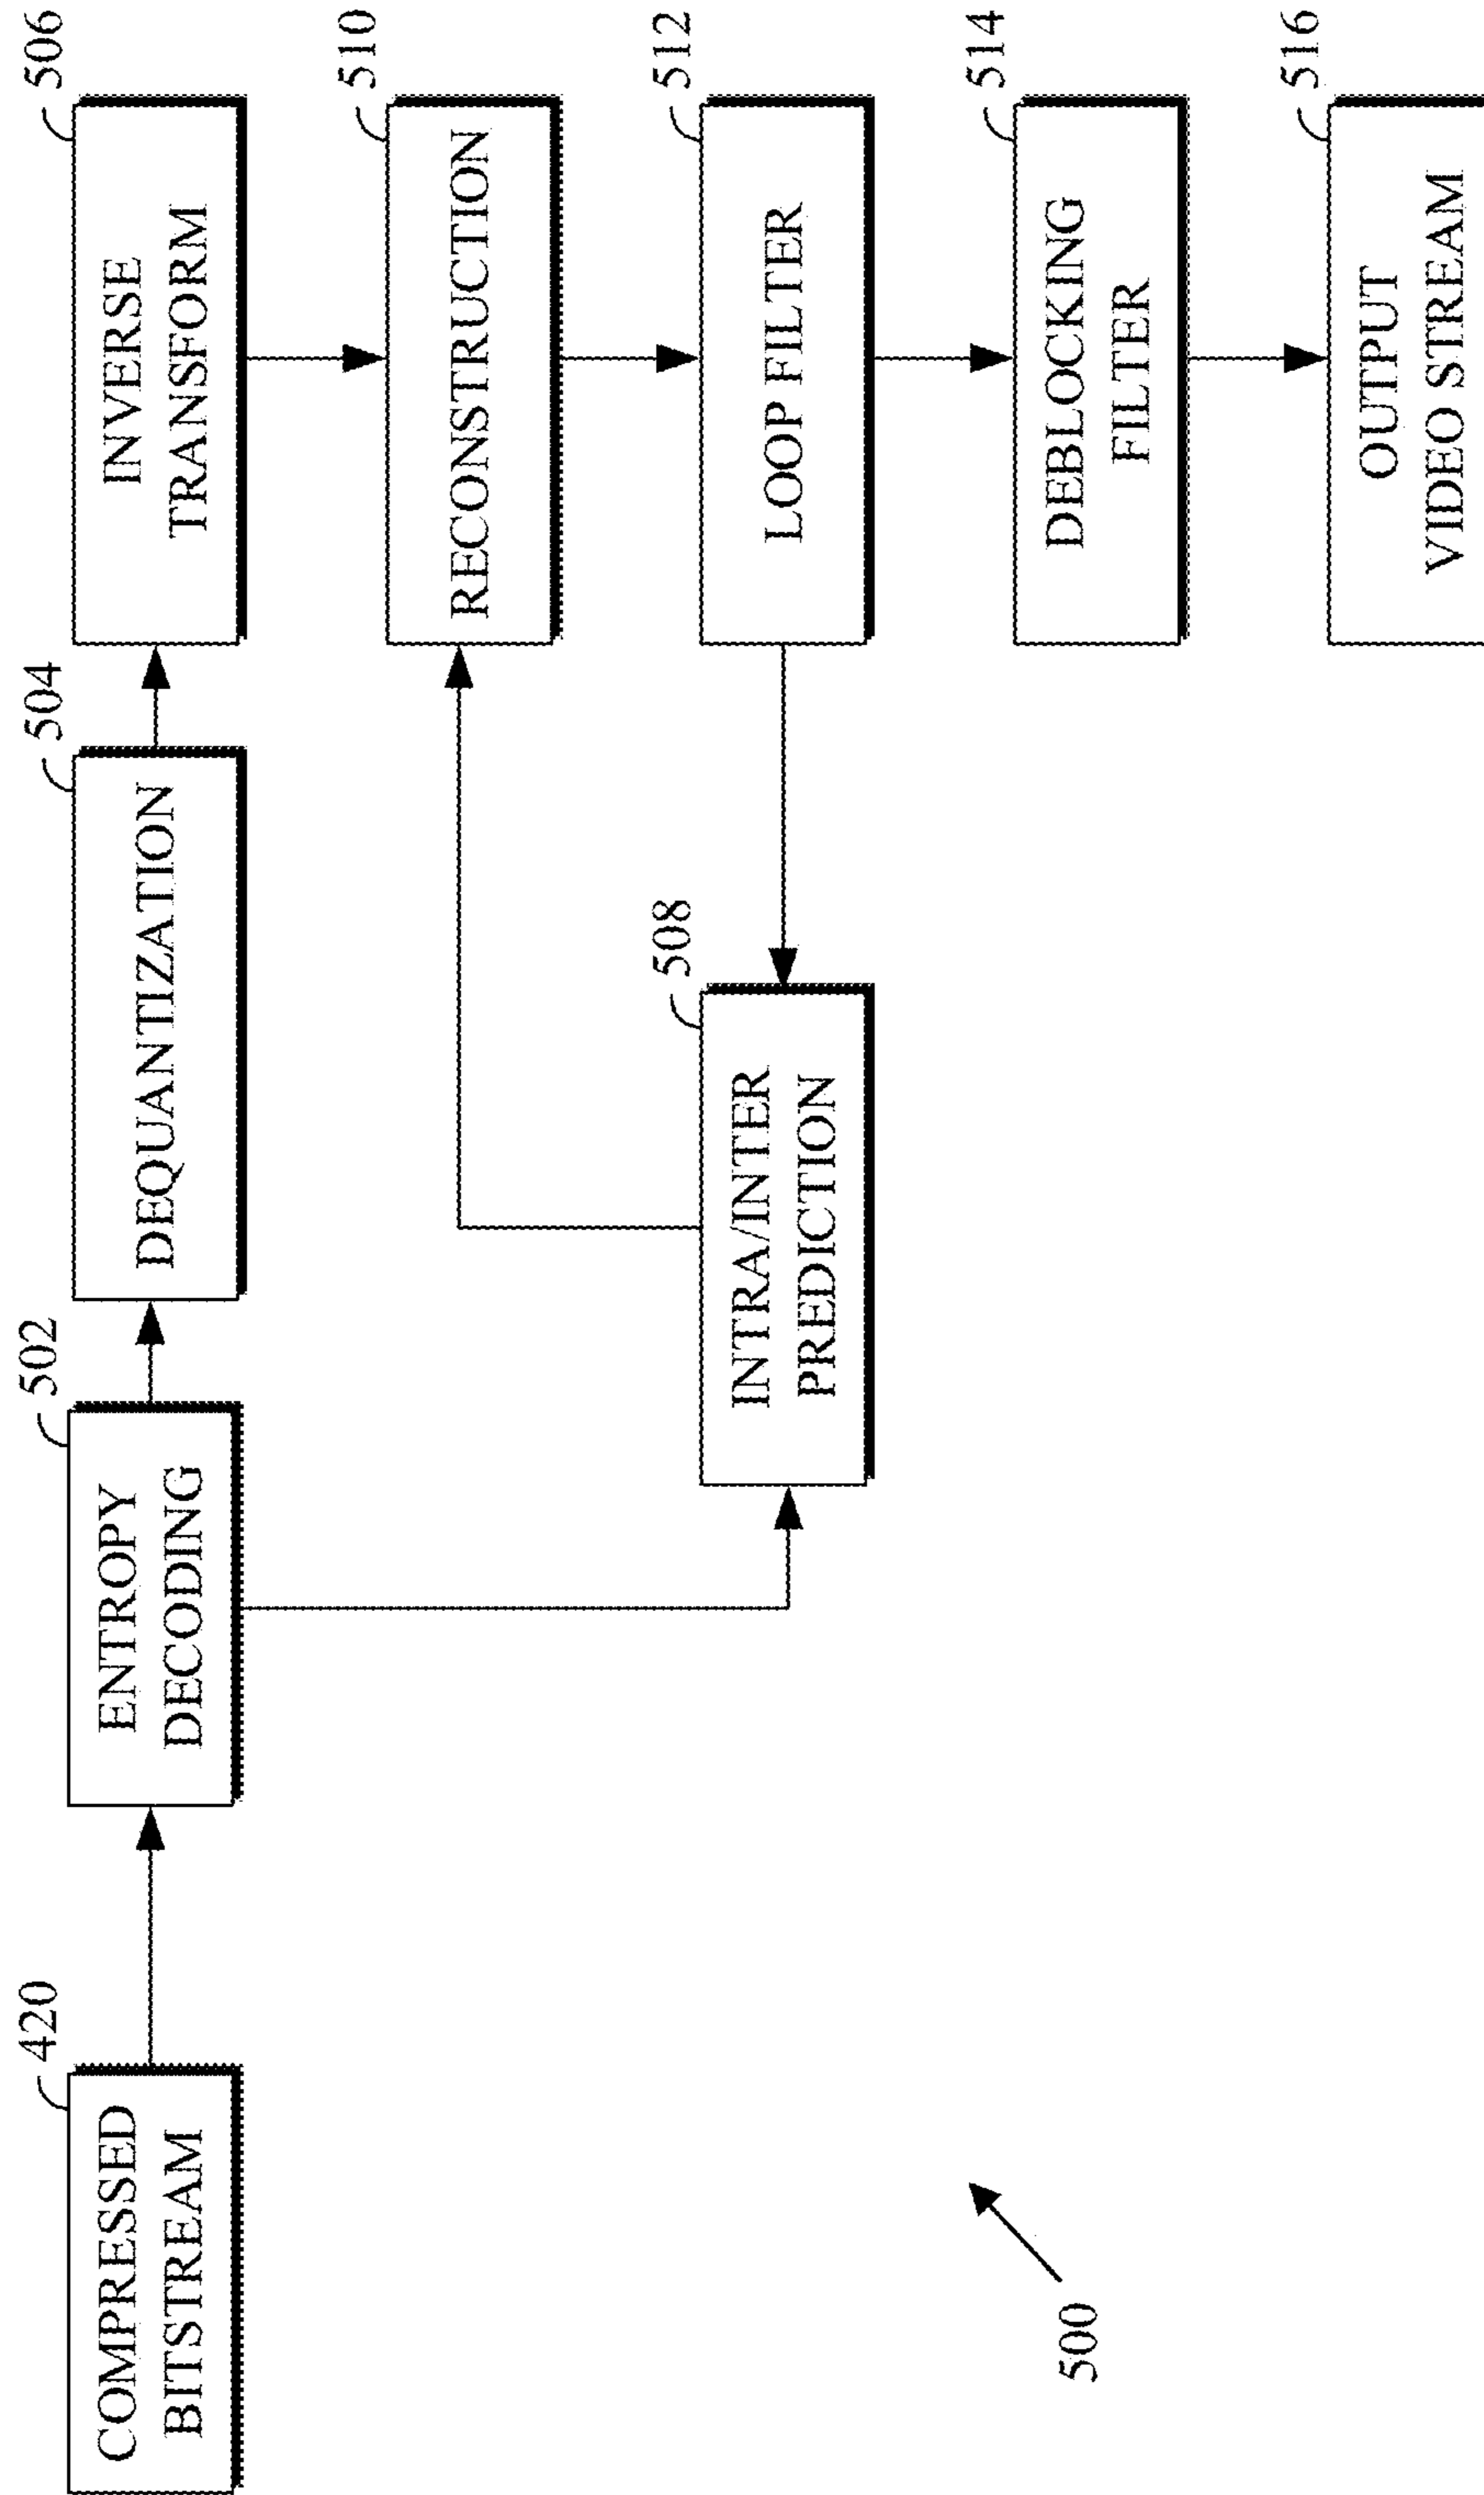 420
COMPRESSED
BITSTREAM
502
ENTROPY
DECODING
504
DEQUANTIZATION
506
INVERSE
TRANSFORM
510
RECONSTRUCTION
508
INTRA/INTER
PREDICTION
512
LOOP FILTER
514
DEBLOCKING
FILTER
516
OUTPUT
VIDEO STREAM
500